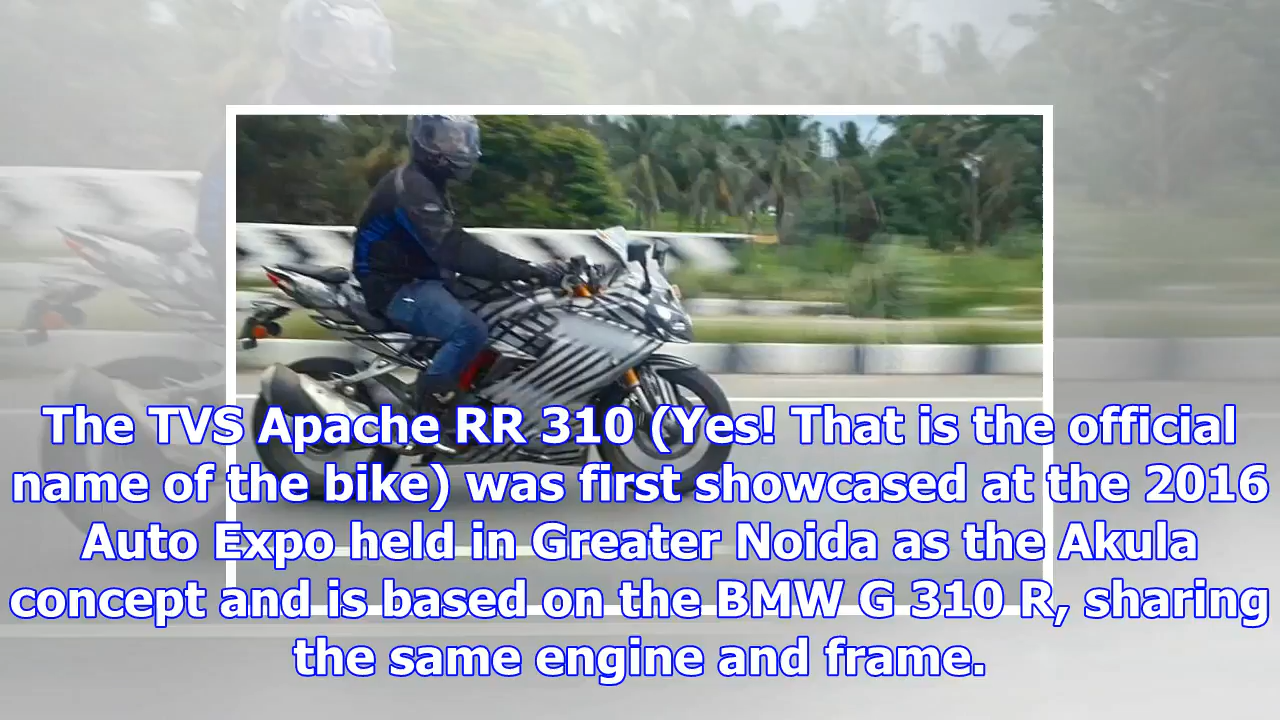 The TVS Apache RR 310 (Yes! That is the official
name of the bike) was first showcased at the 2016
Auto Expo held in Greater Noida as the Akula
concept and is based on the BMW G 310 R, sharing
the same engine and frame.